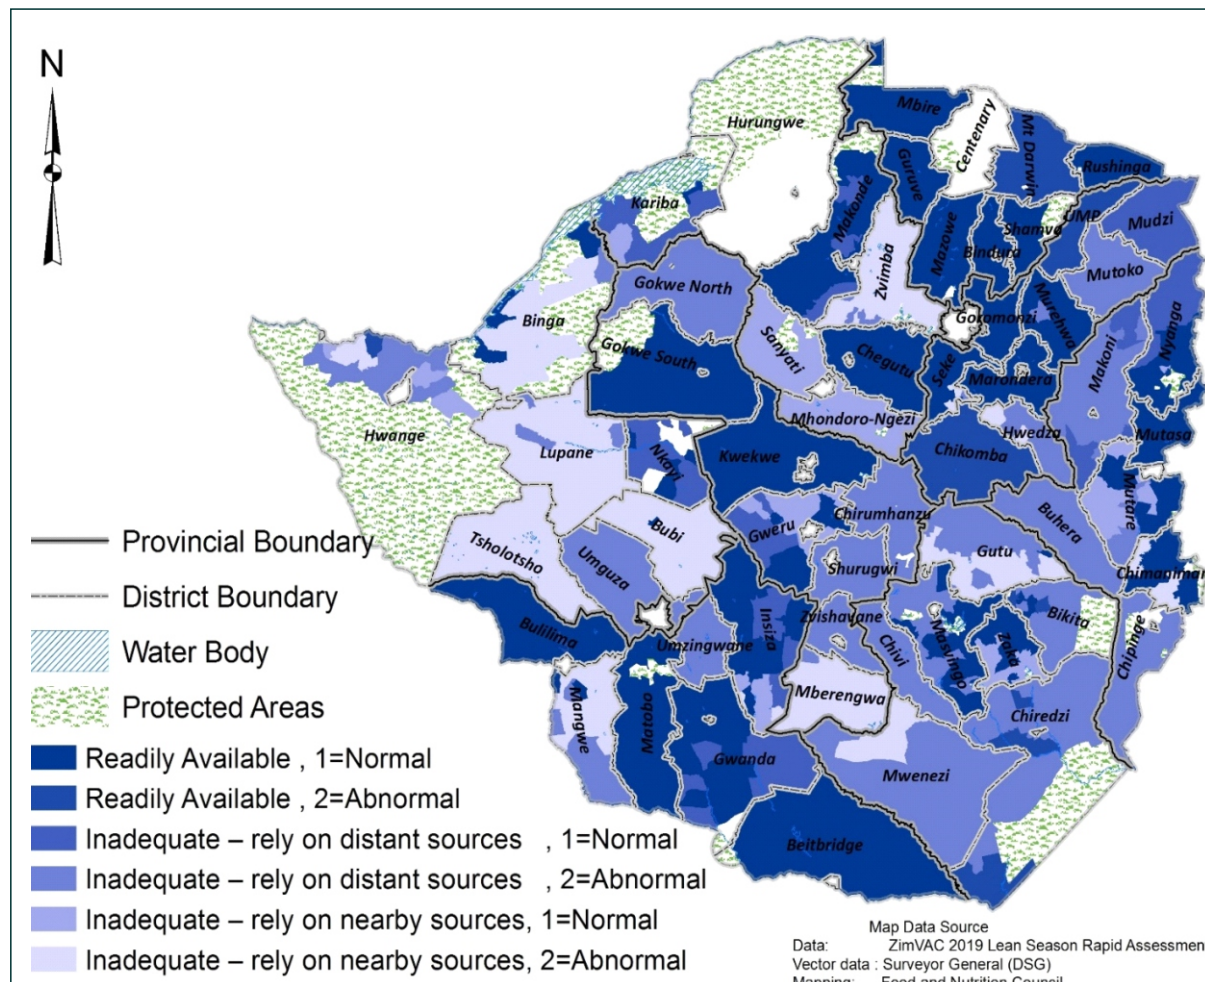 N
Mbire
Centenary
Hurungwe
Mt Darwin
Rushinga
Guruve
Makonde
Kariba
UMP
Mudzi
Shamva
Mazowe
Bindura
Zvimba
Mutoko
Gokwe North
Goromonzi
Murehwa
Nyanga
Binga
Sanyati
Makoni
Gokwe South
Chegutu
Seke
Marondera
Mhondoro-Ngezi
Hwedza
Hwange
Mutasa
Lupane
Nkayi
Kwekwe
Chikomba
Mutare
Bubi
Gweru
Chirumhanzu
Buhera
Provincial Boundary
Tsholotsho
Umguza
Gutu
Shurugwi
Chimaniman
District Boundary
Insiza
Zvishavane
Bikita
Bulilima
Umzingwane
Chivi
Masvingo
Zaka
Chipinge
Water Body
Mberengwa
Protected Areas
Mangwe
Matobo
Chiredzi
Readily Available , 1=Normal
Gwanda
Mwenezi
Readily Available , 2=Abnormal
Inadequate – rely on distant sources , 1=Normal
Beitbridge
Inadequate – rely on distant sources , 2=Abnormal
Inadequate – rely on nearby sources, 1=Normal
Inadequate – rely on nearby sources, 2=Abnormal
Map Data Source
Data: ZimVAC 2019 Lean Season Rapid Assessmen
Vector data : Surveyor General (DSG)
Mapping: Food and Nutrition Council